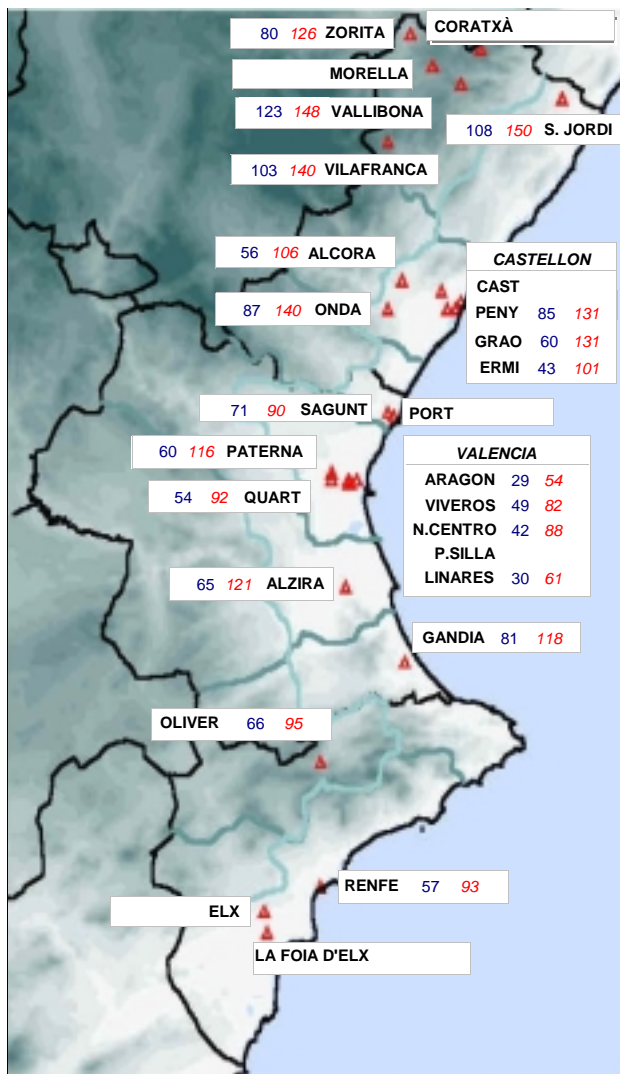 80 126 ZORITA
CORATXÀ
MORELLA
123 148 VALLIBONA
108 150 S. JORDI
103 140 VILAFRANCA
56 106 ALCORA
87 140 ONDA
CASTELLON
CAST
PENY 85 131
GRAO 60 131
ERMI 43 101
71 90 SAGUNT
PORT
60 116 PATERNA
54 92 QUART
VALENCIA
ARAGON 29 54
VIVEROS 49 82
N.CENTRO 42 88
P.SILLA
LINARES 30 61
65 121 ALZIRA
GANDIA 81 118
OLIVER 66 95
RENFE 57 93
ELX
LA FOIA D'ELX